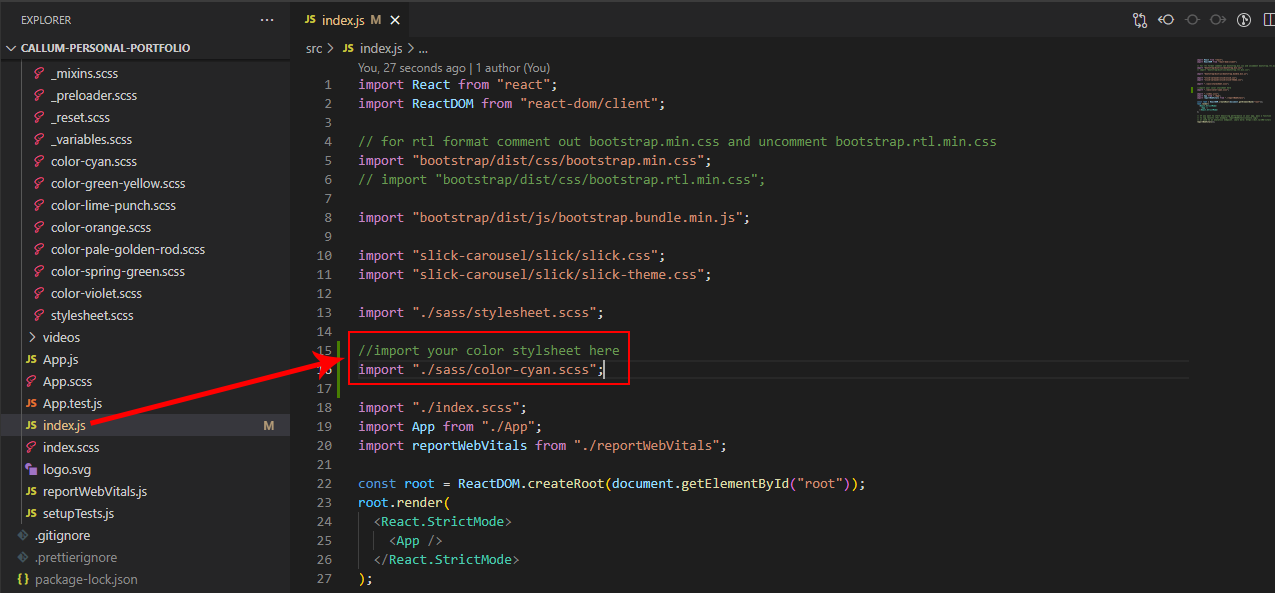 EXPLORER
CALLUM-PERSONAL-PORTFOLIO
_mixins.scss
_preloader.scss
_reset.scss
_variables.scss
color-cyan.scss
color-green-yellow.scss
color-lime-punch.scss
color-orange.scss
color-pale-golden-rod.scss
color-spring-green.scss
color-violet.scss
stylesheet.scss
videos
JS App.js
App.scss
JS App.test.js
JS index.js M
index.scss
logo.svg
JS reportWebVitals.js
JS setupTests.js
.gitignore
.prettierignore
{} package-lock.json
JS index.js M
src > JS index.js > ...
You, 27 seconds ago | 1 author (You)
1 import React from "react";
2 import ReactDOM from "react-dom/client";
3
4 // for rtl format comment out bootstrap.min.css and uncomment bootstrap.rtl.min.css
5 import "bootstrap/dist/css/bootstrap.min.css";
6 // import "bootstrap/dist/css/bootstrap.rtl.min.css";
7
8 import "bootstrap/dist/js/bootstrap.bundle.min.js";
9
10 import "slick-carousel/slick/slick.css";
11 import "slick-carousel/slick/slick-theme.css";
12
13 import "./sass/stylesheet.scss";
14
15 //import your color stylsheet here
16 import "./sass/color-cyan.scss";
17
18 import "./index.scss";
19 import App from "./App";
20 import reportWebVitals from "./reportWebVitals";
21
22 const root = ReactDOM.createRoot(document.getElementById("root"));
23 root.render(
24 <React.StrictMode>
25 <App />
26 </React.StrictMode>
27 );